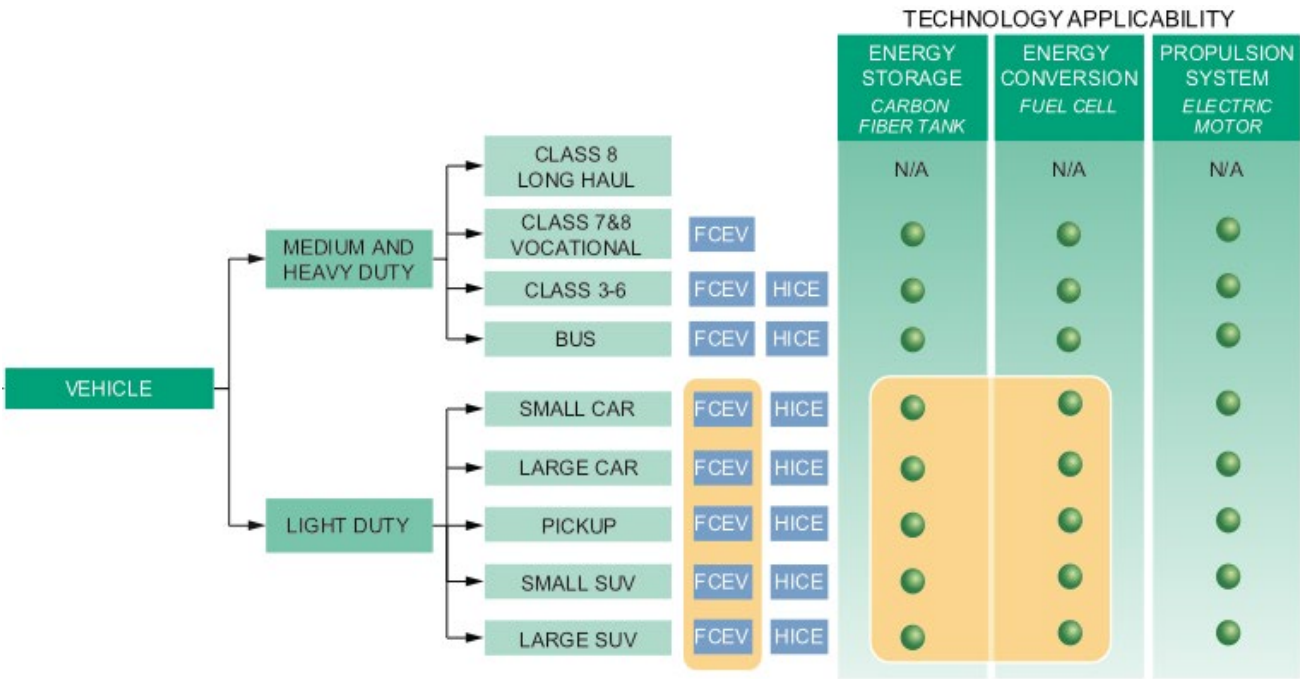 TECHNOLOGY APPLICABILITY
ENERGY
STORAGE
CARBON
FIBER TANK
ENERGY
CONVERSION
FUEL CELL
PROPULSION
SYSTEM
ELECTRIC
MOTOR
CLASS 8
LONG HAUL
N/A
N/A
N/A
MEDIUM AND
HEAVY DUTY
CLASS 7&8
VOCATIONAL
FCEV
CLASS 3-6
FCEV
HICE
BUS
FCEV
HICE
VEHICLE
LIGHT DUTY
SMALL CAR
FCEV
HICE
LARGE CAR
FCEV
HICE
PICKUP
FCEV
HICE
SMALL SUV
FCEV
HICE
LARGE SUV
FCEV
HICE